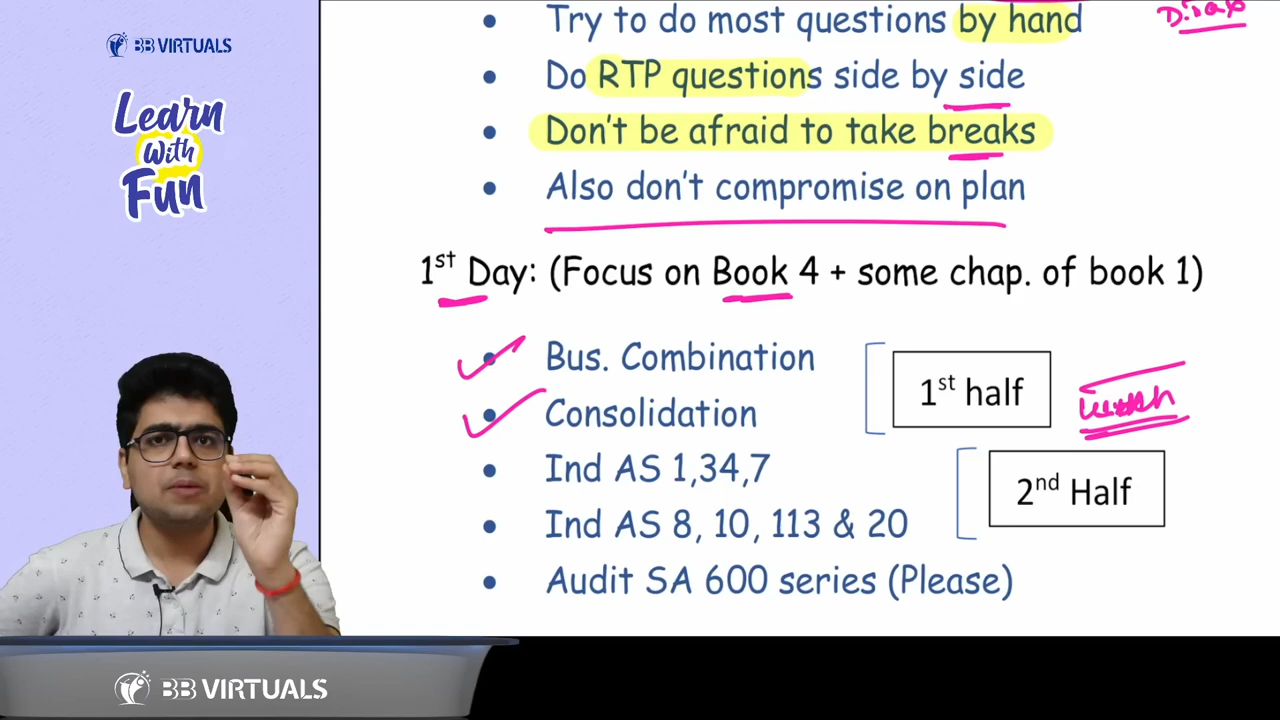 BB VIRTUALS
Learn
With
Fun
• Try to do most questions by hand
• Do RTP questions side by side
• Don't be afraid to take breaks
• Also don't compromise on plan
1st Day: (Focus on Book 4 + some chap. of book 1)
• Bus. Combination
• Consolidation
1st half
• Ind AS 1,34,7
• Ind AS 8, 10, 113 & 20
2nd Half
• Audit SA 600 series (Please)
BB VIRTUALS